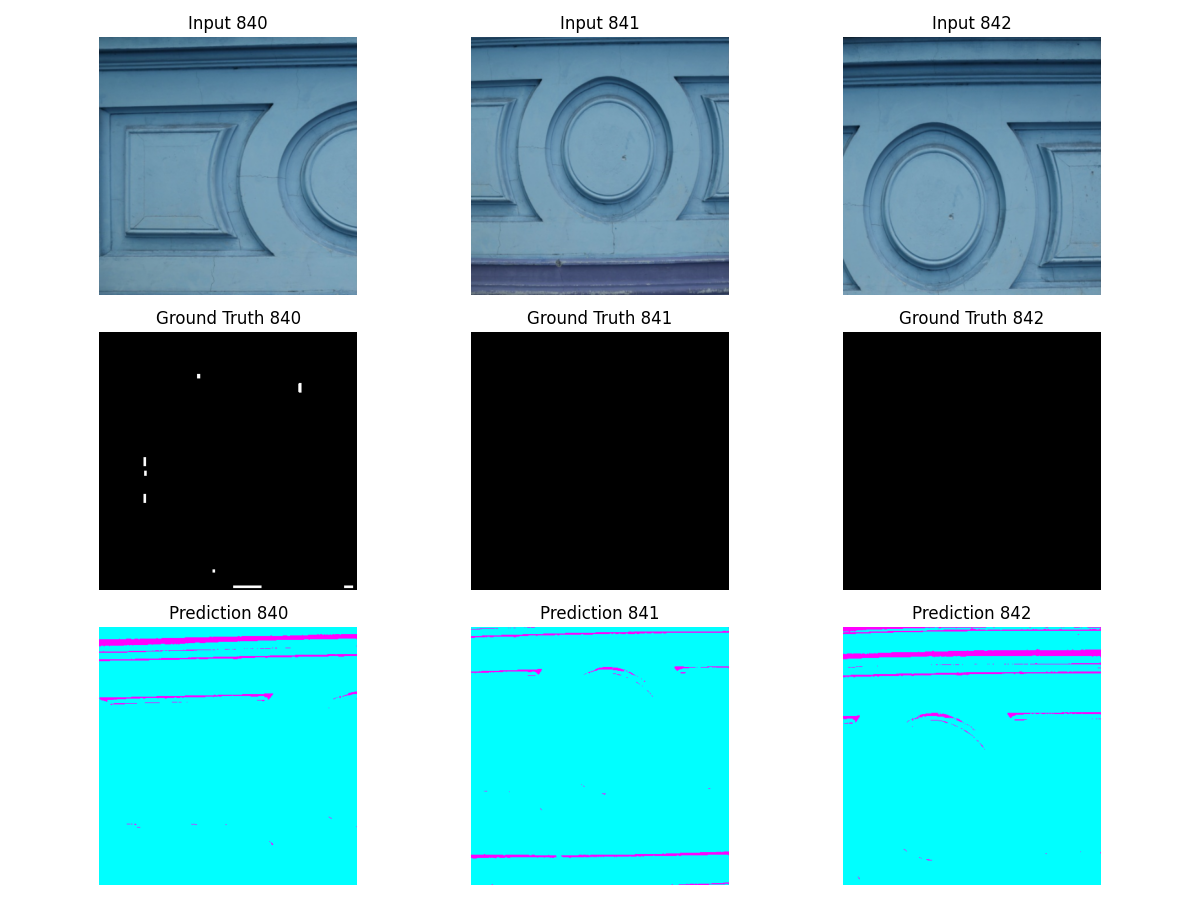 Input 840
Input 841
Input 842
Ground Truth 840
Ground Truth 841
Ground Truth 842
Prediction 840
Prediction 841
Prediction 842